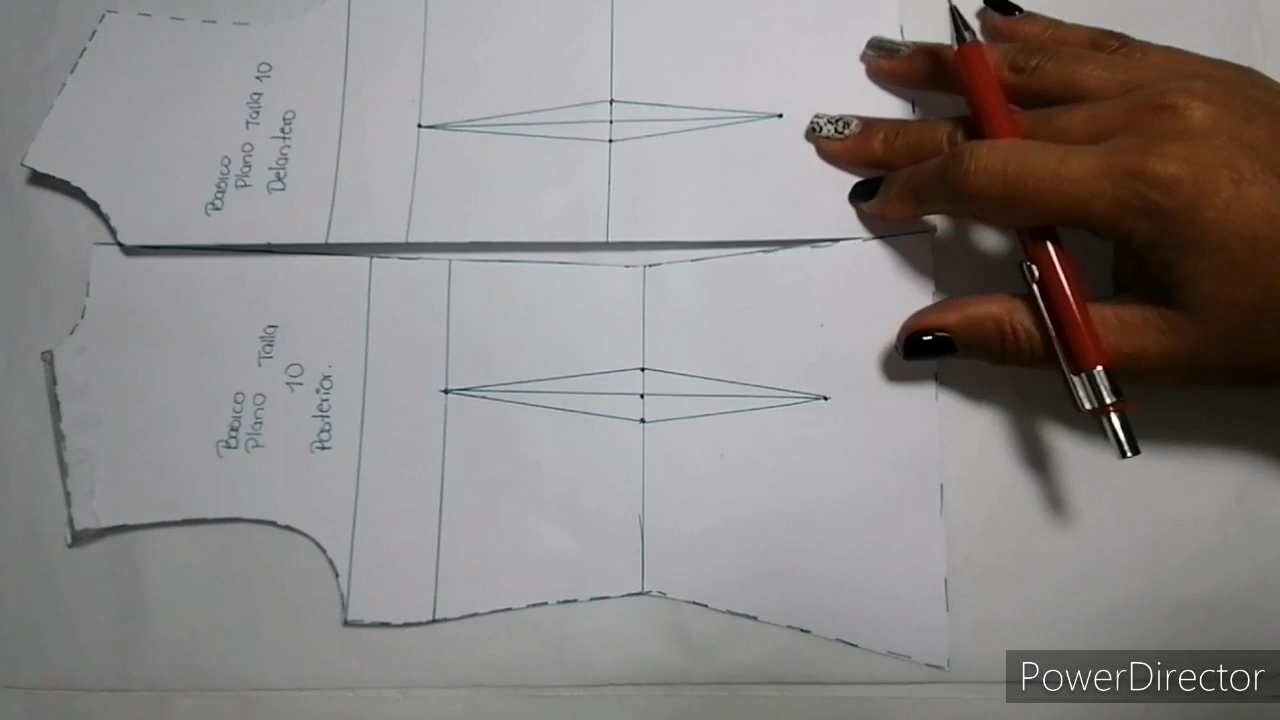 Basico
Plano Talla 10
Delantero
Basico
Plano Talla
10
Posterior.
PowerDirector